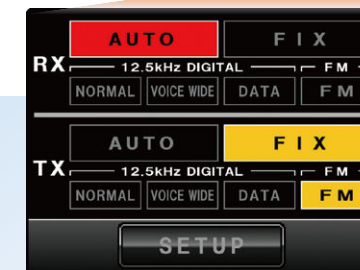 AUTO FIX
RX
12.5kHz DIGITAL FM
NORMAL VOICE WIDE DATA FM
AUTO FIX
TX
12.5kHz DIGITAL FM
NORMAL VOICE WIDE DATA FM
SETUP